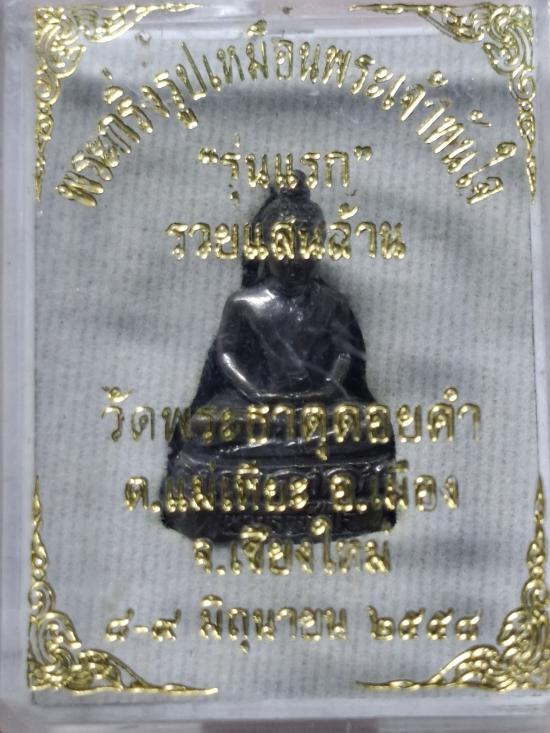 พระกริ่งรูปเหมือนพระเจ้าทันใจ
"รุ่นแรก"
รวยแสนล้าน
วัดพระธาตุดอยคำ
ต.แม่เหียะ อ.เมือง
จ.เชียงใหม่
๘-๙ มิถุนายน ๒๕๕๘